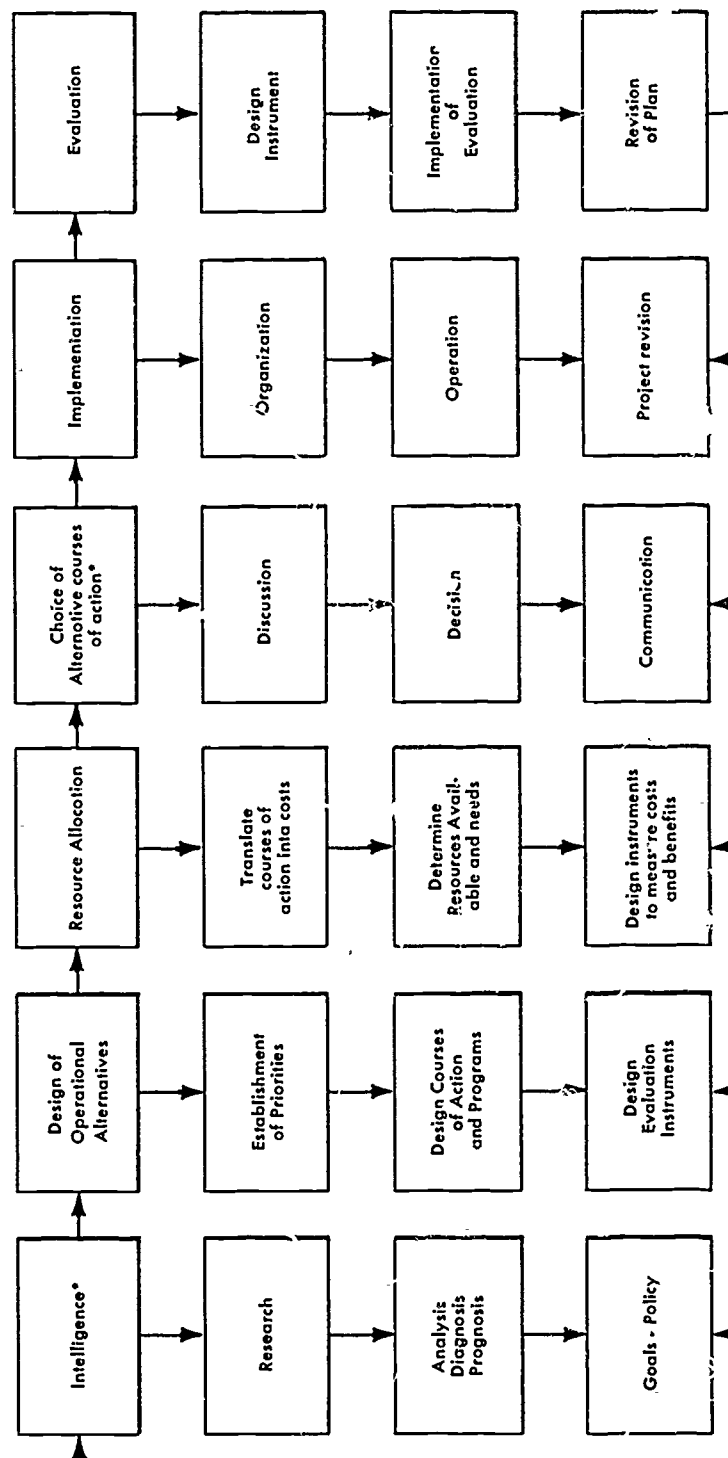 Intelligence*
Design of
Operational
Alternatives
Resource Allocation
Choice of
Alternative courses
of action*
Implementation
Evaluation
Research
Establishment
of Priorities
Translate
courses of
action into costs
Discussion
Organization
Design
Instrument
Analysis
Diagnosis
Prognosis
Design Courses
of Action
and Programs
Determine
Resources Avail-
able and needs
Decision
Operation
Implementation
of
Evaluation
Goals - Policy
Design
Evaluation
Instruments
Design instruments
to measure costs
and benefits
Communication
Project revision
Revision
of Plan